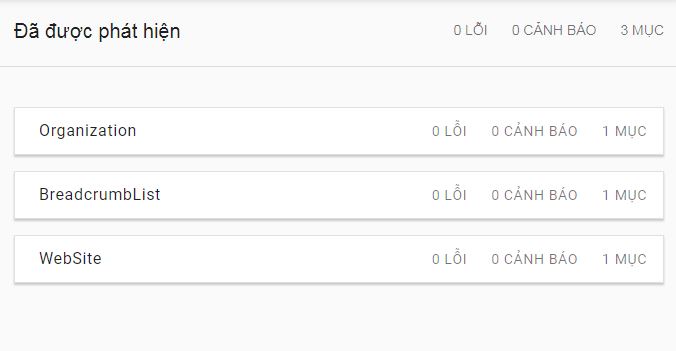 Đã được phát hiện 0 LỖI 0 CẢNH BÁO 3 MỤC
Organization 0 LỖI 0 CẢNH BÁO 1 MỤC
BreadcrumbList 0 LỖI 0 CẢNH BÁO 1 MỤC
WebSite 0 LỖI 0 CẢNH BÁO 1 MỤC